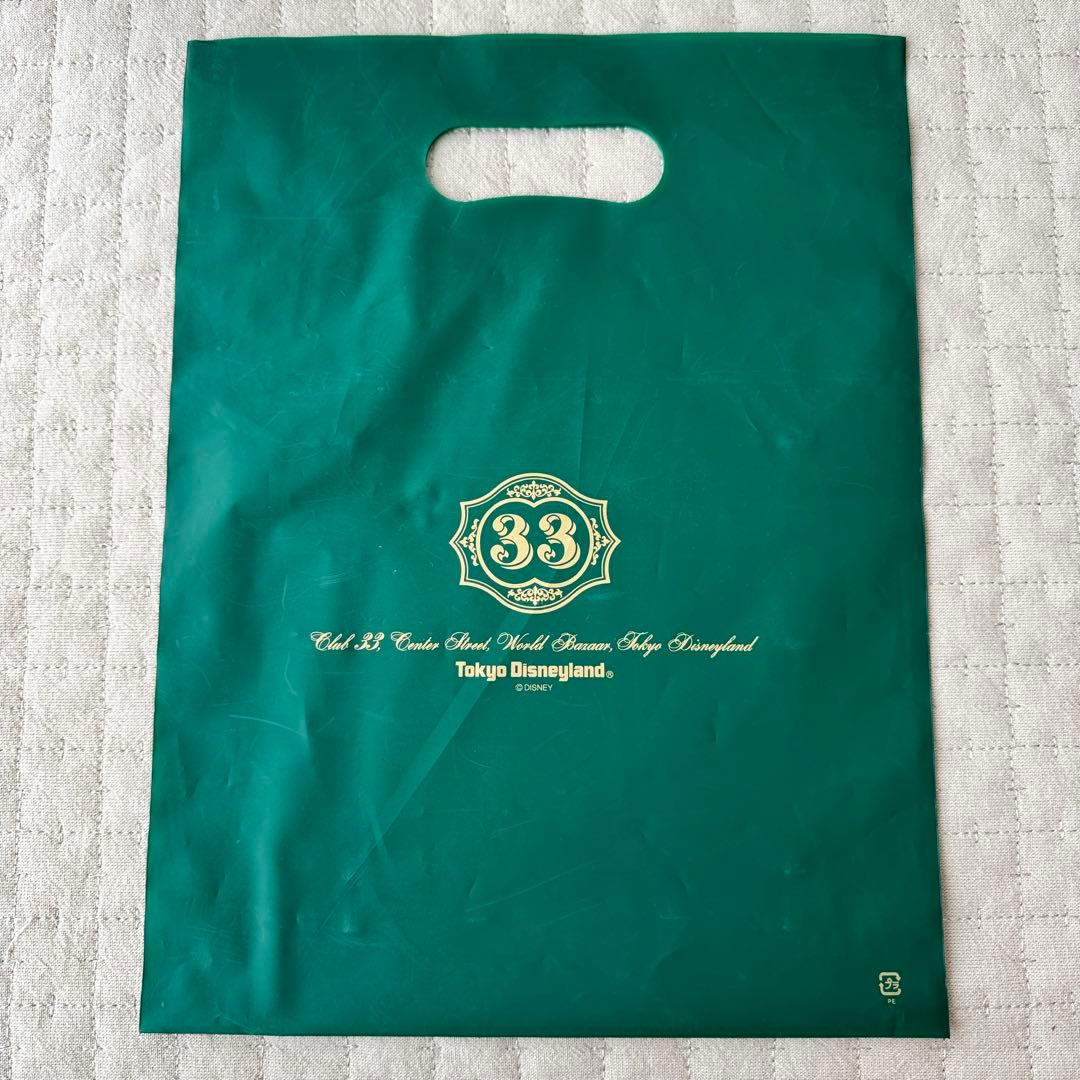 33
Club 33, Center Street, World Bazaar, Tokyo Disneyland
Tokyo Disneyland®
© DISNEY
プラ
PE